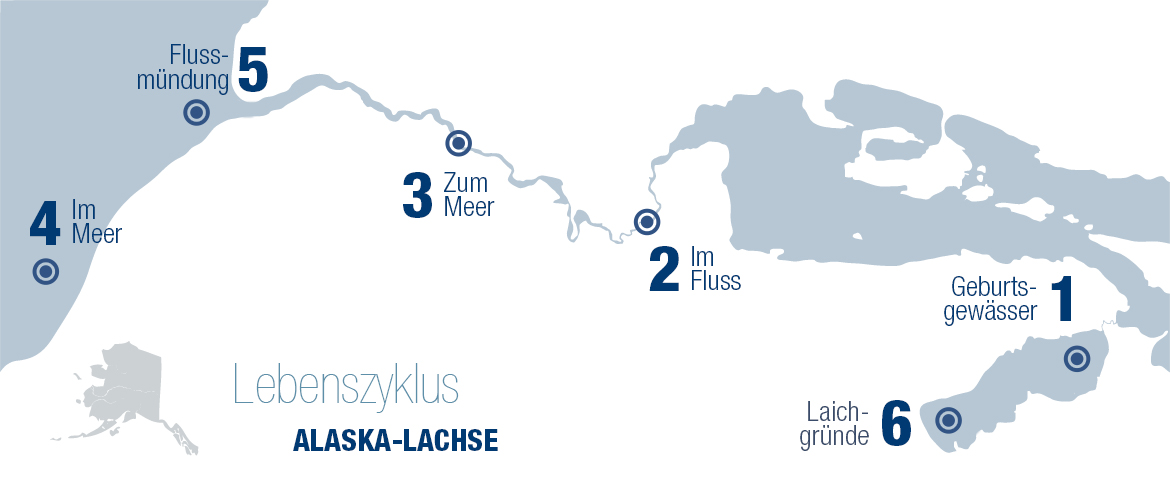 Fluss-
mündung 5
4 Im
Meer
3 Zum
Meer
2 Im
Fluss
Geburts-
gewässer 1
Laich-
gründe 6
Lebenszyklus
ALASKA-LACHSE